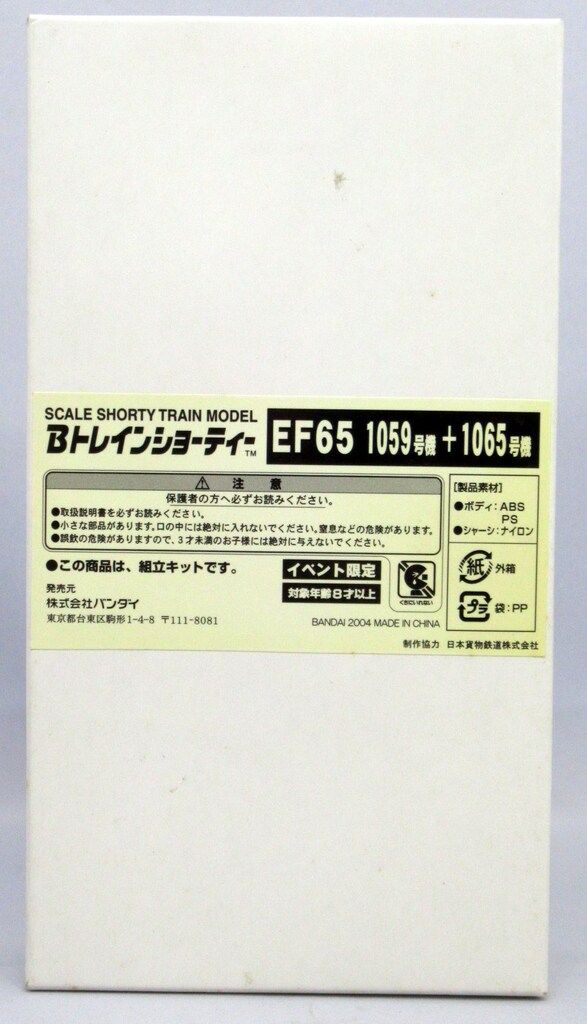 SCALE SHORTY TRAIN MODEL
Bトレインショーティー™
EF65 1059号機+1065号機
⚠ 注 意
保護者の方へ必ずお読みください。
●取扱説明書を必ずお読みください。
●小さな部品があります。口の中には絶対に入れないでください。窒息などの危険があります。
●誤飲の危険がありますので、3才未満のお子様には絶対に与えないでください。
●この商品は、組立キットです。
発売元
株式会社バンダイ
東京都台東区駒形1-4-8 〒111-8081
イベント限定
対象年齢8才以上
くちにいれない
BANDAI 2004 MADE IN CHINA
[製品素材]
●ボディ:ABS
PS
●シャーシ:ナイロン
紙 外箱
プラ 袋:PP
制作協力 日本貨物鉄道株式会社